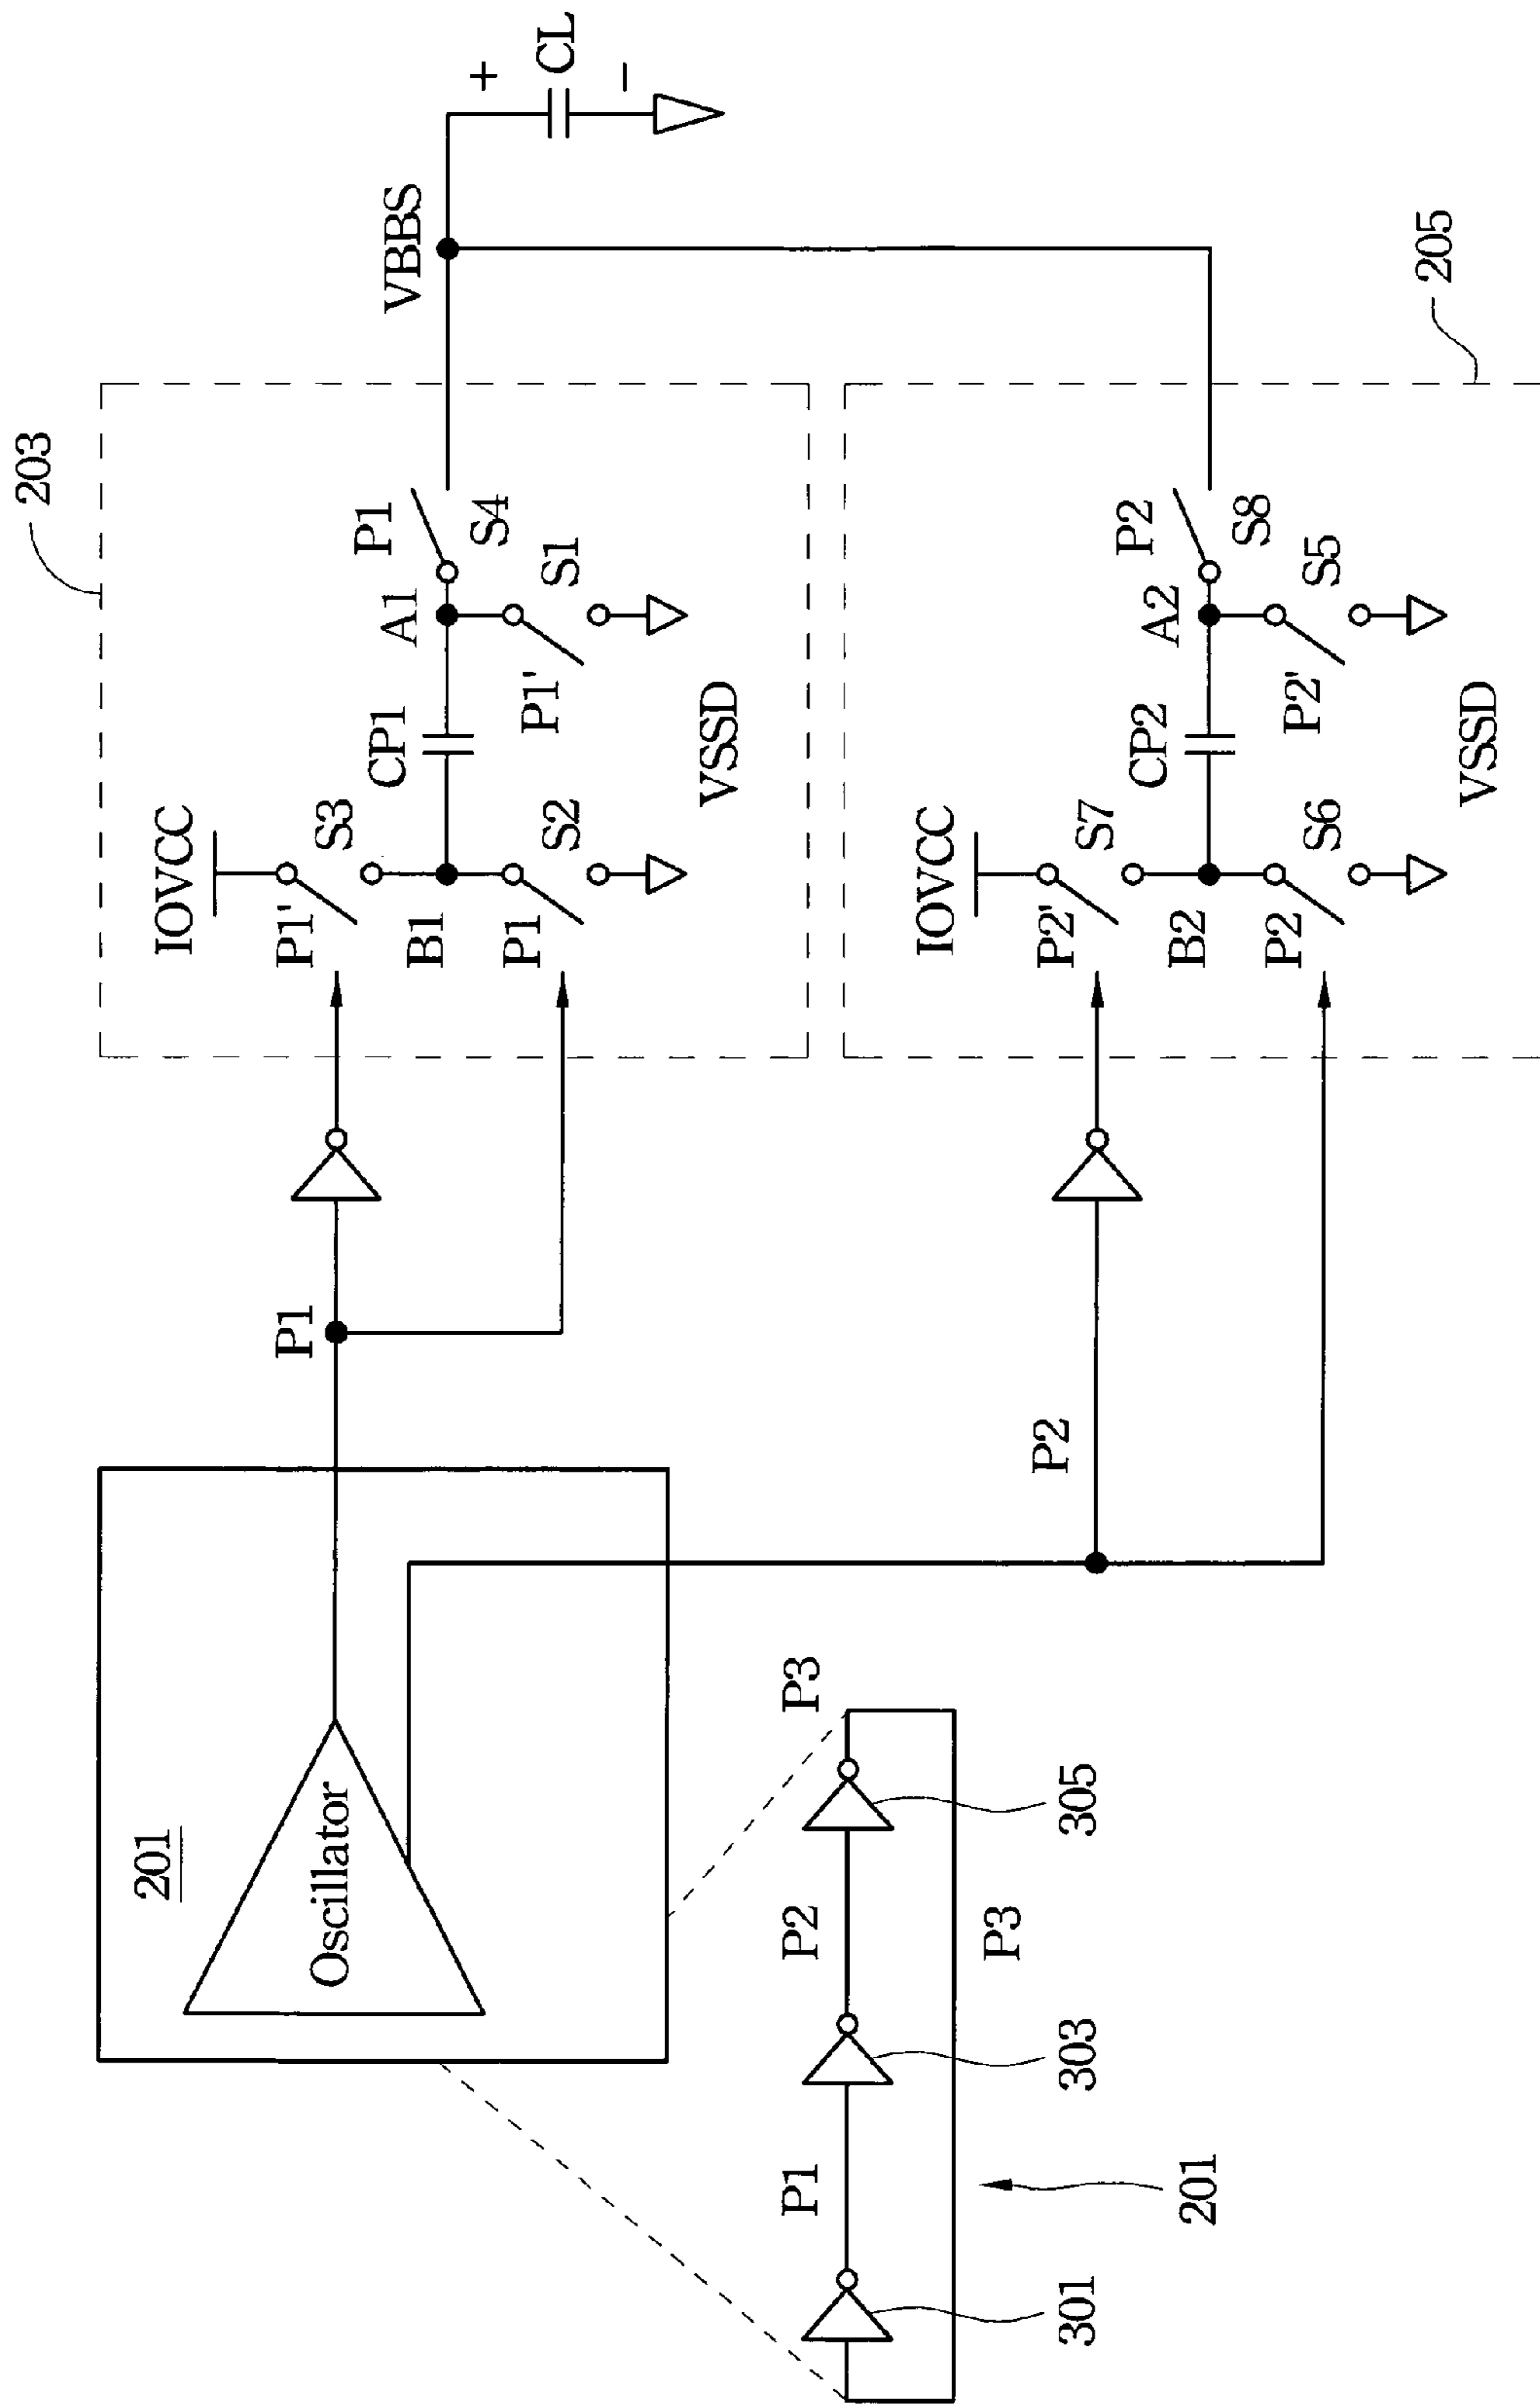 203
IOVCC
P1'
S3
B1
P1
S2
CP1
A1
P1
S4
P1'
S1
VSSD
VBBS
+
CL
−
201
Oscillator
P1
P2
IOVCC
P2'
S7
B2
P2
S6
CP2
A2
P2
S8
P2'
S5
VSSD
205
P1
P2
P3
301
303
305
P3
201